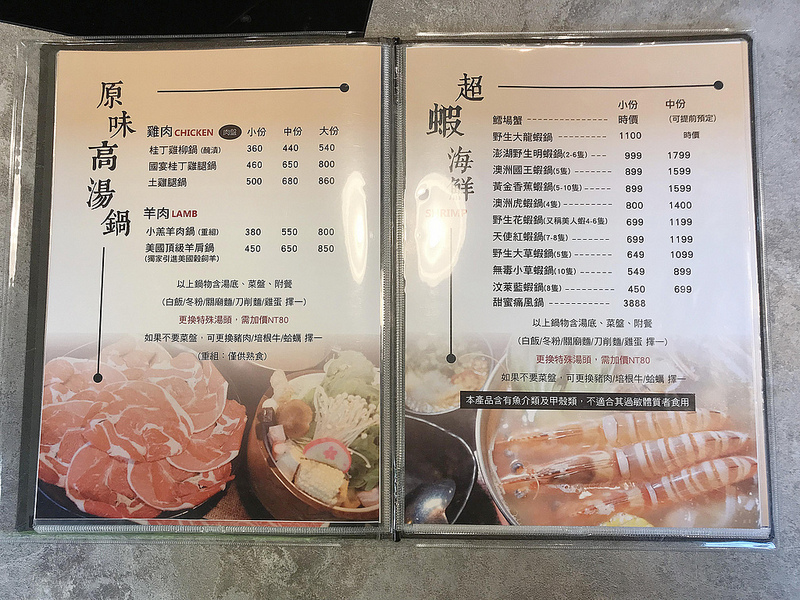 原味高湯鍋
雞肉 CHICKEN 肉盤 小份 中份 大份
桂丁雞柳鍋(醃漬) 360 440 540
國宴桂丁雞腿鍋 460 650 800
土雞腿鍋 500 680 860
羊肉 LAMB
小羔羊肉鍋(重組) 380 550 800
美國頂級羊肩鍋 450 650 850
(獨家引進美國穀飼羊)
以上鍋物含湯底、菜盤、附餐
(白飯/冬粉/關廟麵/刀削麵/雞蛋 擇一)
更換特殊湯頭，需加價NT80
如果不要菜盤，可更換豬肉/培根牛/蛤蠣 擇一
(重組：僅供熟食)
超蝦海鮮
SHRIMP
小份 中份
鱈場蟹 時價 (可提前預定)
野生大龍蝦鍋 1100 時價
澎湖野生明蝦鍋(2-6隻) 999 1799
澳洲國王蝦鍋(5隻) 899 1599
黃金香蕉蝦鍋(5-10隻) 899 1599
澳洲虎蝦鍋(4隻) 800 1400
野生花蝦鍋(又稱美人蝦4-6隻) 699 1199
天使紅蝦鍋(7-8隻) 699 1199
野生大草蝦鍋(5隻) 649 1099
無毒小草蝦鍋(10隻) 549 899
汶萊藍蝦鍋(8隻) 450 699
甜蜜痛風鍋 3888
以上鍋物含湯底、菜盤、附餐
(白飯/冬粉/關廟麵/刀削麵/雞蛋 擇一)
更換特殊湯頭，需加價NT80
如果不要菜盤，可更換豬肉/培根牛/蛤蠣 擇一
本產品含有魚介類及甲殼類，不適合其過敏體質者食用